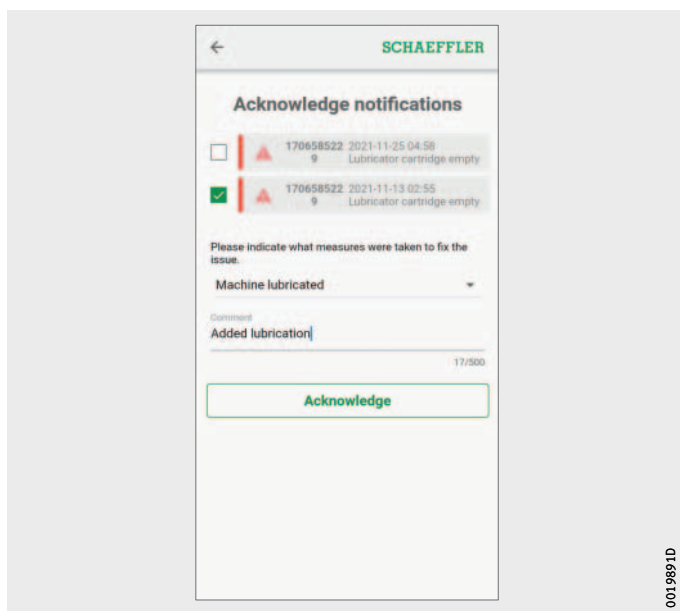 SCHAEFFLER
Acknowledge notifications
170658522 2021-11-25 04:58
9 Lubricator cartridge empty
170658522 2021-11-13 02:55
9 Lubricator cartridge empty
Please indicate what measures were taken to fix the
issue.
Machine lubricated
Comment
Added lubrication
17/500
Acknowledge
0019891D